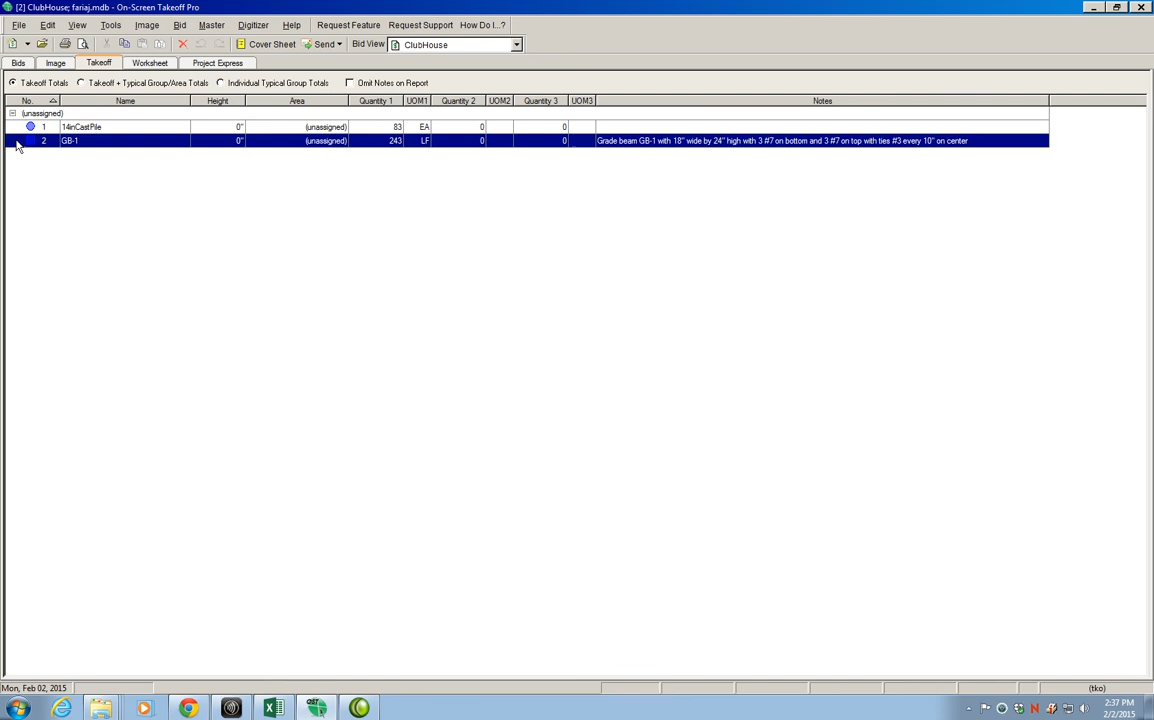 [2] ClubHouse; fariaj.mdb - On-Screen Takeoff Pro
File Edit View Tools Image Bid Master Digitizer Help Request Feature Request Support How Do I...?
Cover Sheet Send Bid View ClubHouse
Bids Image Takeoff Worksheet Project Express
Takeoff Totals Takeoff + Typical Group/Area Totals Individual Typical Group Totals Omit Notes on Report
No. Name Height Area Quantity 1 UOM1 Quantity 2 UOM2 Quantity 3 UOM3 Notes
(unassigned)
1 14inCastPile 0" (unassigned) 83 EA 0 0
2 GB-1 0" (unassigned) 243 LF 0 0 Grade beam GB-1 with 18" wide by 24" high with 3 #7 on bottom and 3 #7 on top with ties #3 every 10" on center
Mon, Feb 02, 2015 (tko)
2:37 PM
2/2/2015